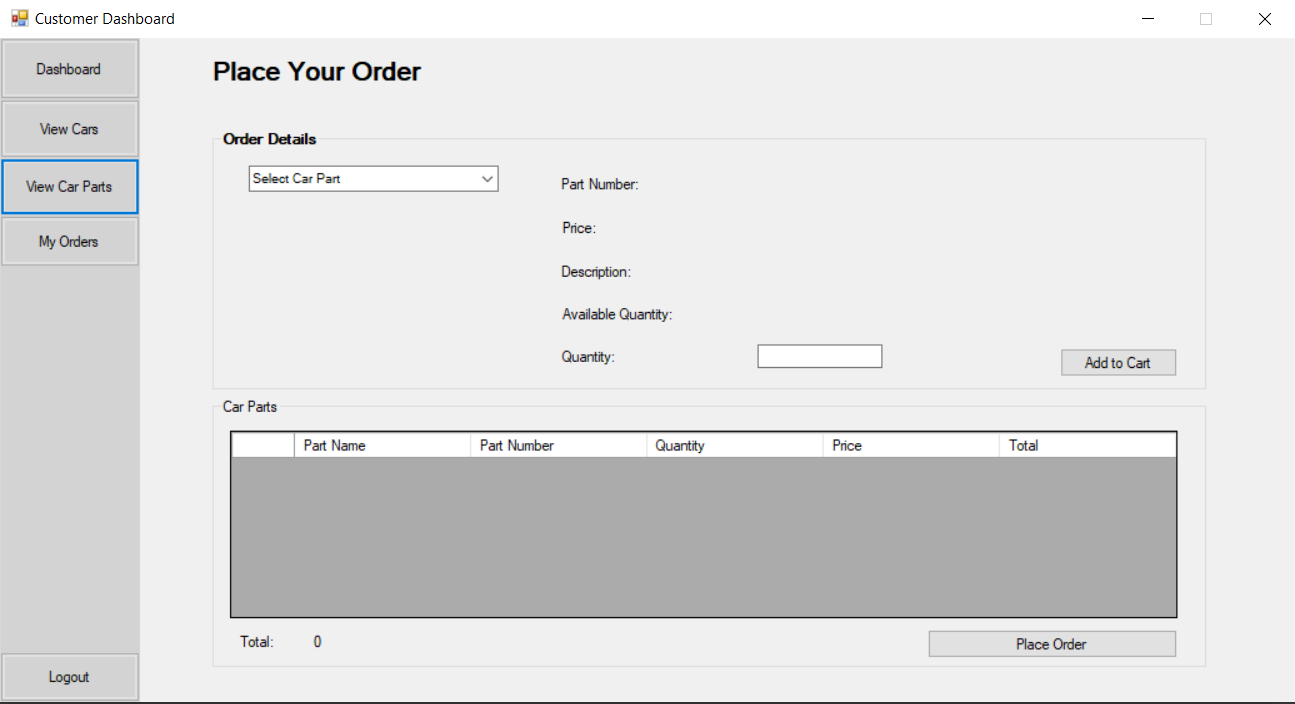 Customer Dashboard
Dashboard
View Cars
View Car Parts
My Orders
Logout
Place Your Order
Order Details
Select Car Part
Part Number:
Price:
Description:
Available Quantity:
Quantity:
Add to Cart
Car Parts
Part Name Part Number Quantity Price Total
Total: 0
Place Order